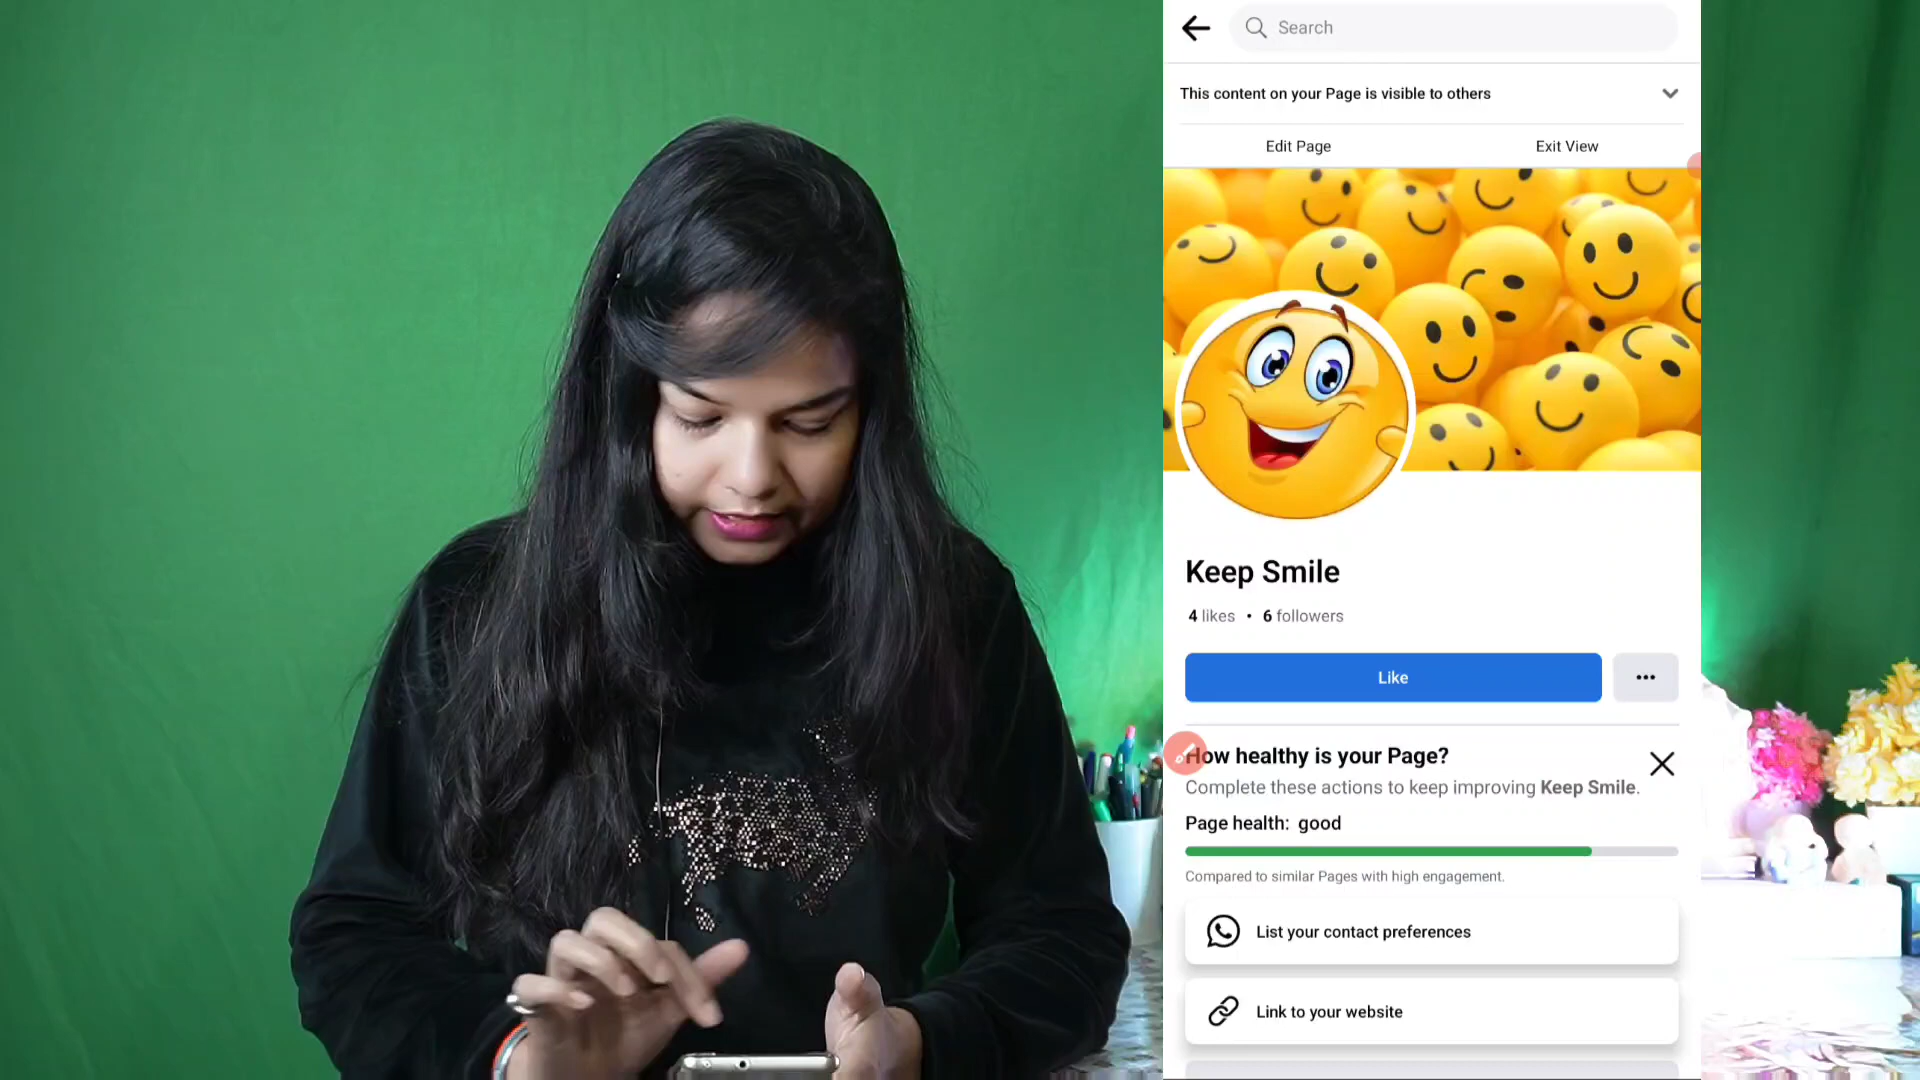 Search
This content on your Page is visible to others
Edit Page
Exit View
Keep Smile
4 likes • 6 followers
Like
How healthy is your Page?
Complete these actions to keep improving Keep Smile.
Page health: good
Compared to similar Pages with high engagement.
List your contact preferences
Link to your website